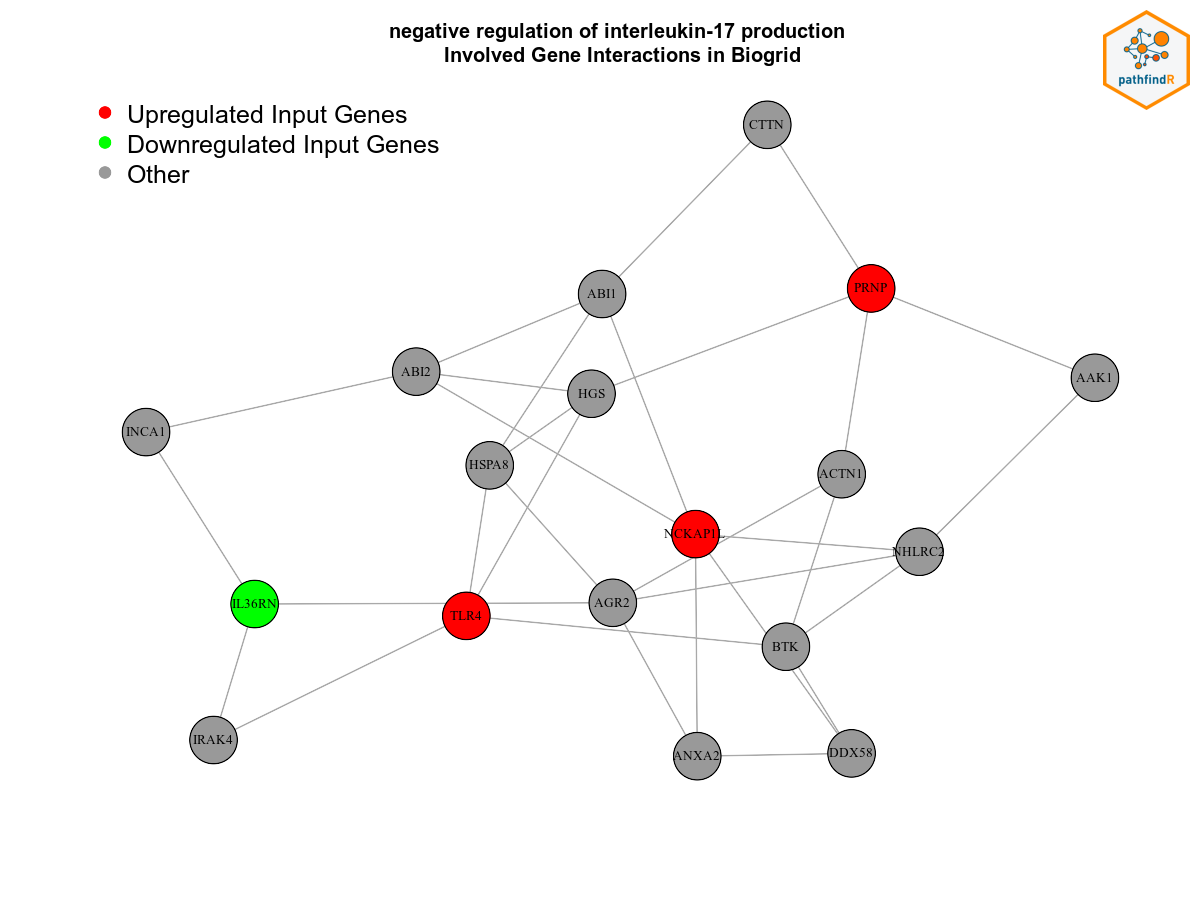 negative regulation of interleukin-17 production
Involved Gene Interactions in Biogrid
pathfindR
Upregulated Input Genes
Downregulated Input Genes
Other
CTTN
PRNP
ABI1
ABI2
AAK1
HGS
INCA1
HSPA8
ACTN1
NCKAP1L
NHLRC2
IL36RN
AGR2
TLR4
BTK
IRAK4
DDX58
ANXA2